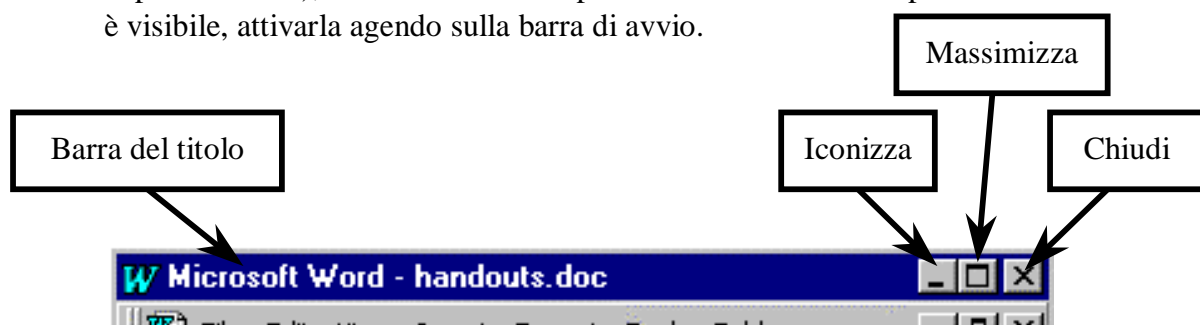 è visibile, attivarla agendo sulla barra di avvio.
Massimizza
Barra del titolo
Iconizza
Chiudi
Microsoft Word - handouts.doc